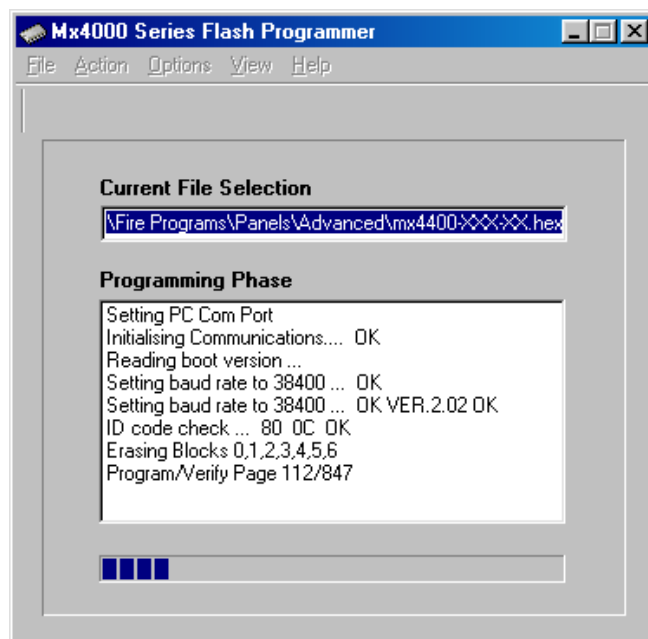 Mx4000 Series Flash Programmer
File Action Options View Help
Current File Selection
\Fire Programs\Panels\Advanced\mx4400-XXX-XX.hex
Programming Phase
Setting PC Com Port
Initialising Communications.... OK
Reading boot version ...
Setting baud rate to 38400 ... OK
Setting baud rate to 38400 ... OK VER.2.02 OK
ID code check ... 80 0C OK
Erasing Blocks 0,1,2,3,4,5,6
Program/Verify Page 112/847